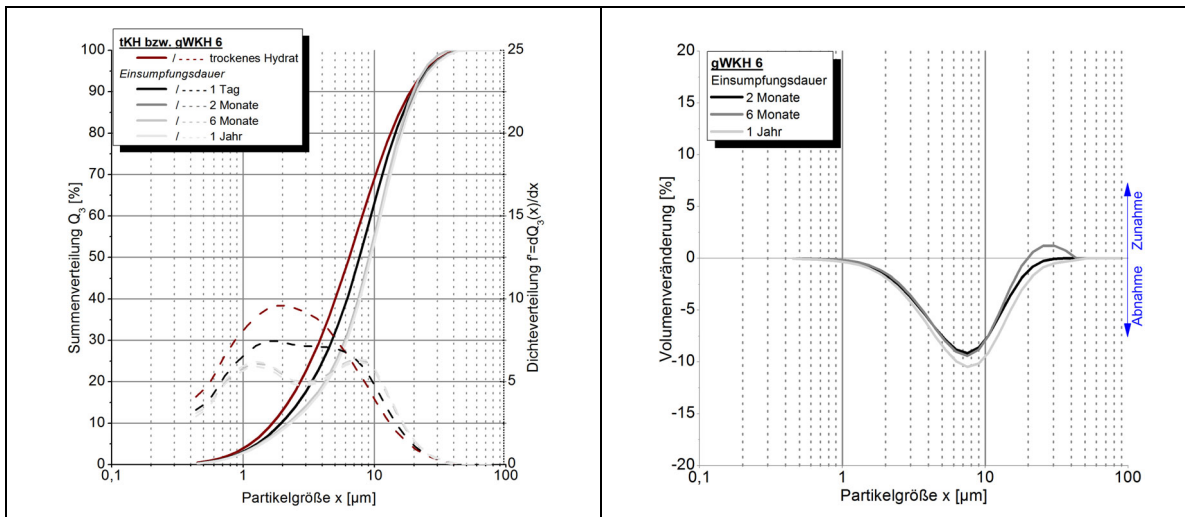 tKH bzw. gWKH 6
/ trockenes Hydrat
Einsumpfungsdauer
/ 1 Tag
/ 2 Monate
/ 6 Monate
/ 1 Jahr
Summenverteilung Q3 [%]
100
90
80
70
60
50
40
30
20
10
0
25
20
15
10
5
0
Dichteverteilung f'=dQ3(x)/dx
0,1
1
10
100
Partikelgröße x [µm]
gWKH 6
Einsumpfungsdauer
2 Monate
6 Monate
1 Jahr
Volumenveränderung [%]
20
15
10
5
0
-5
-10
-15
-20
Zunahme
Abnahme
0,1
1
10
100
Partikelgröße x [µm]